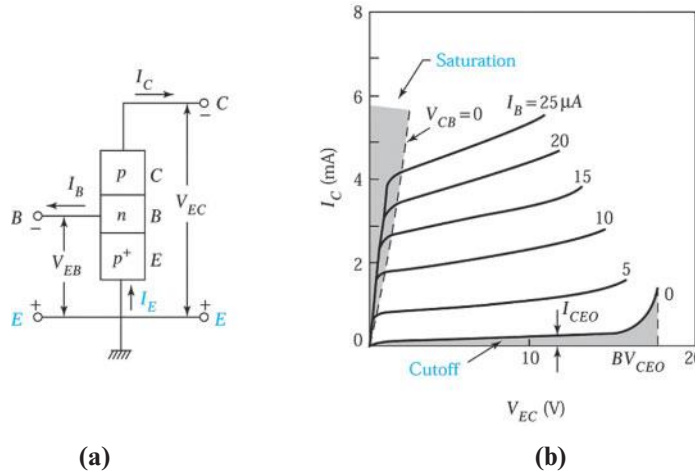 I_C
C
−
p C
I_B
n B
V_EC
B
−
V_EB
p⁺ E
+
I_E
+
E
E
(a)
8
Saturation
6
V_CB = 0
I_B = 25 μA
20
I_C (mA)
4
15
10
2
5
0
I_CEO
0
Cutoff
10
BV_CEO
20
V_EC (V)
(b)